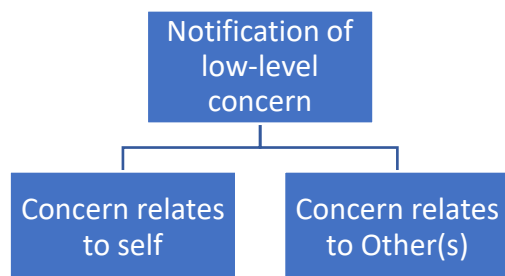 Notification of
low-level
concern
Concern relates
to self
Concern relates
to Other(s)